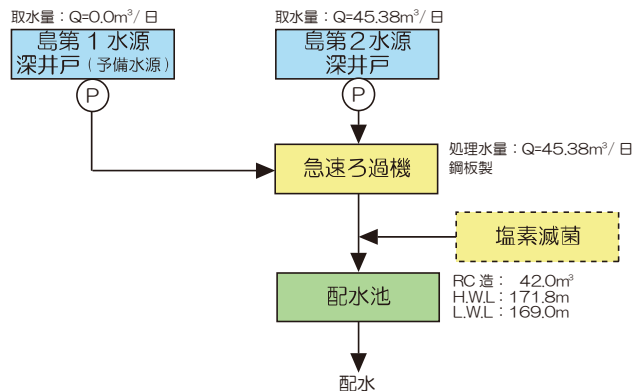 取水量：Q=0.0m³/ 日
取水量：Q=45.38m³/ 日
島第１水源
深井戸（予備水源）
島第２水源
深井戸
P
P
急速ろ過機
処理水量：Q=45.38m³/ 日
鋼板製
塩素滅菌
配水池
RC 造： 42.0m³
H.W.L：171.8m
L.W.L：169.0m
配水